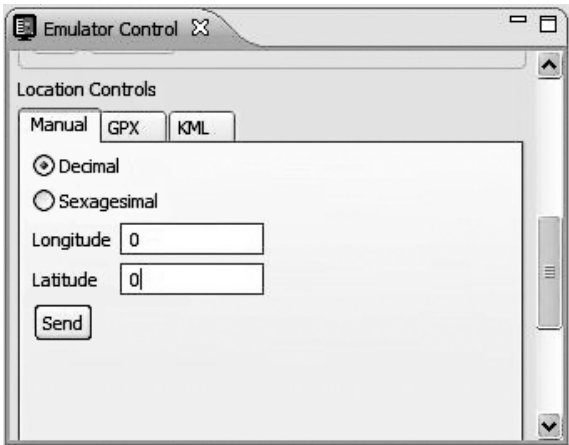 Emulator Control
Location Controls
Manual GPX KML
Decimal
Sexagesimal
Longitude 0
Latitude 0
Send